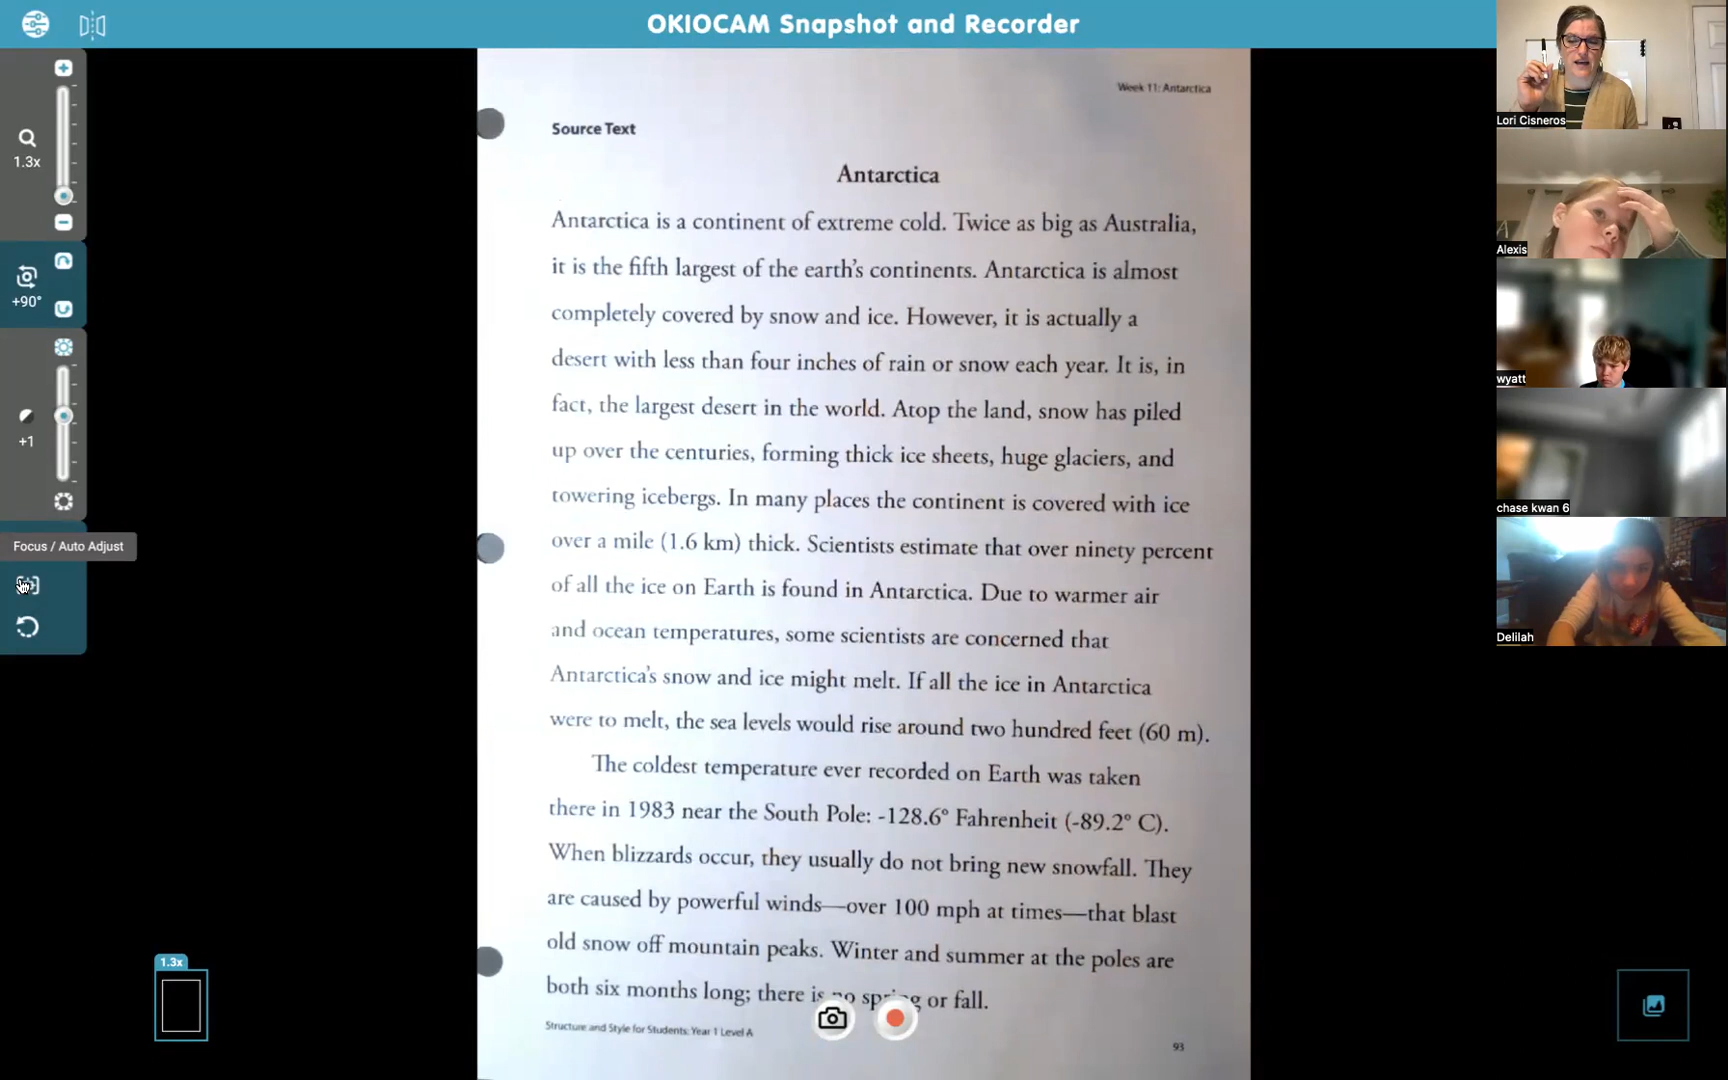 OKIOCAM Snapshot and Recorder
1.3x
+90°
+1
Focus / Auto Adjust
1.3x
Week 11: Antarctica
Source Text
Antarctica
Antarctica is a continent of extreme cold. Twice as big as Australia,
it is the fifth largest of the earth's continents. Antarctica is almost
completely covered by snow and ice. However, it is actually a
desert with less than four inches of rain or snow each year. It is, in
fact, the largest desert in the world. Atop the land, snow has piled
up over the centuries, forming thick ice sheets, huge glaciers, and
towering icebergs. In many places the continent is covered with ice
over a mile (1.6 km) thick. Scientists estimate that over ninety percent
of all the ice on Earth is found in Antarctica. Due to warmer air
and ocean temperatures, some scientists are concerned that
Antarctica's snow and ice might melt. If all the ice in Antarctica
were to melt, the sea levels would rise around two hundred feet (60 m).
The coldest temperature ever recorded on Earth was taken
there in 1983 near the South Pole: -128.6° Fahrenheit (-89.2° C).
When blizzards occur, they usually do not bring new snowfall. They
are caused by powerful winds—over 100 mph at times—that blast
old snow off mountain peaks. Winter and summer at the poles are
both six months long; there is no spring or fall.
Structure and Style for Students: Year 1 Level A
93
Lori Cisneros
Alexis
wyatt
chase kwan 6
Delilah